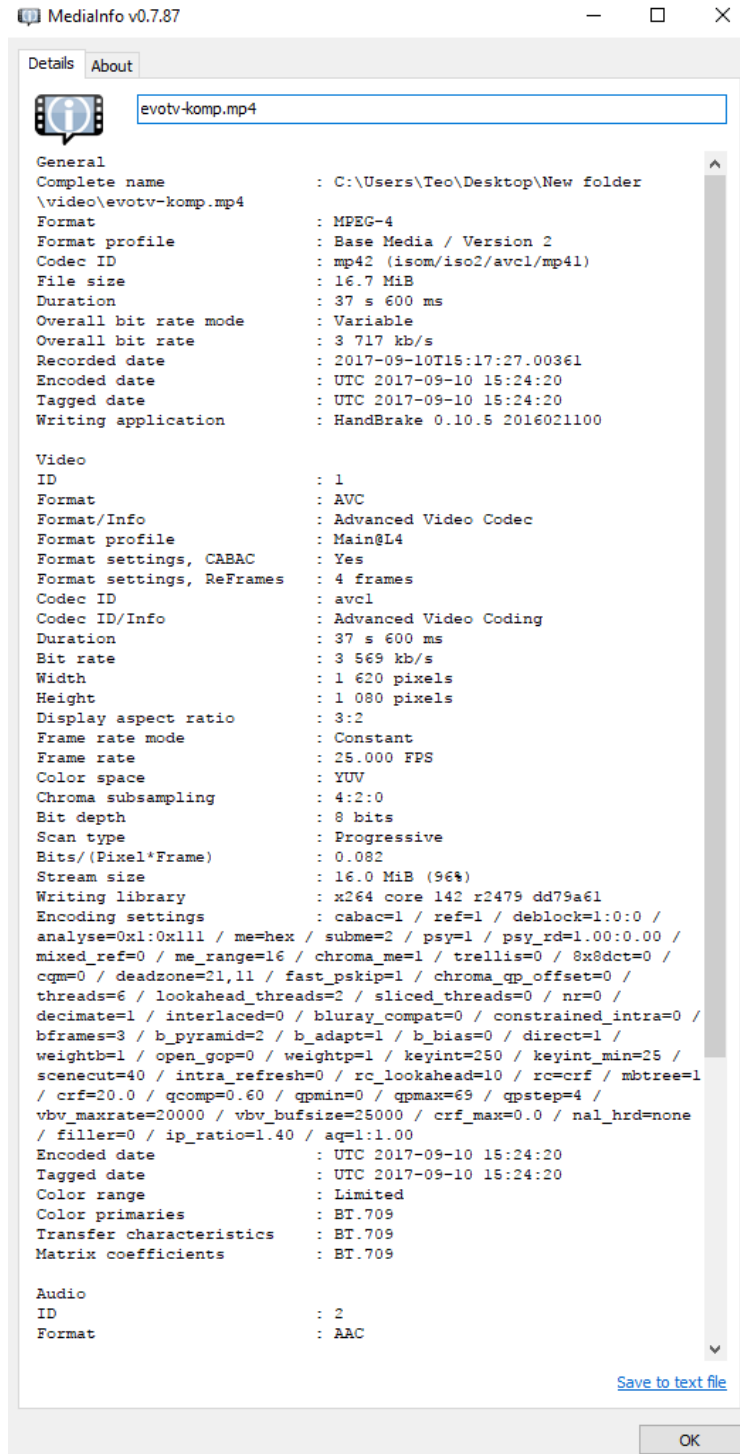 MediaInfo v0.7.87
Details About
evotv-komp.mp4
General
Complete name : C:\Users\Teo\Desktop\New folder
\video\evotv-komp.mp4
Format : MPEG-4
Format profile : Base Media / Version 2
Codec ID : mp42 (isom/iso2/avc1/mp41)
File size : 16.7 MiB
Duration : 37 s 600 ms
Overall bit rate mode : Variable
Overall bit rate : 3 717 kb/s
Recorded date : 2017-09-10T15:17:27.00361
Encoded date : UTC 2017-09-10 15:24:20
Tagged date : UTC 2017-09-10 15:24:20
Writing application : HandBrake 0.10.5 2016021100
Video
ID : 1
Format : AVC
Format/Info : Advanced Video Codec
Format profile : Main@L4
Format settings, CABAC : Yes
Format settings, ReFrames : 4 frames
Codec ID : avc1
Codec ID/Info : Advanced Video Coding
Duration : 37 s 600 ms
Bit rate : 3 569 kb/s
Width : 1 620 pixels
Height : 1 080 pixels
Display aspect ratio : 3:2
Frame rate mode : Constant
Frame rate : 25.000 FPS
Color space : YUV
Chroma subsampling : 4:2:0
Bit depth : 8 bits
Scan type : Progressive
Bits/(Pixel*Frame) : 0.082
Stream size : 16.0 MiB (96%)
Writing library : x264 core 142 r2479 dd79a61
Encoding settings : cabac=1 / ref=1 / deblock=1:0:0 /
analyse=0x1:0x111 / me=hex / subme=2 / psy=1 / psy_rd=1.00:0.00 /
mixed_ref=0 / me_range=16 / chroma_me=1 / trellis=0 / 8x8dct=0 /
cqm=0 / deadzone=21,11 / fast_pskip=1 / chroma_qp_offset=0 /
threads=6 / lookahead_threads=2 / sliced_threads=0 / nr=0 /
decimate=1 / interlaced=0 / bluray_compat=0 / constrained_intra=0 /
bframes=3 / b_pyramid=2 / b_adapt=1 / b_bias=0 / direct=1 /
weightb=1 / open_gop=0 / weightp=1 / keyint=250 / keyint_min=25 /
scenecut=40 / intra_refresh=0 / rc_lookahead=10 / rc=crf / mbtree=1
/ crf=20.0 / qcomp=0.60 / qpmin=0 / qpmax=69 / qpstep=4 /
vbv_maxrate=20000 / vbv_bufsize=25000 / crf_max=0.0 / nal_hrd=none
/ filler=0 / ip_ratio=1.40 / aq=1:1.00
Encoded date : UTC 2017-09-10 15:24:20
Tagged date : UTC 2017-09-10 15:24:20
Color range : Limited
Color primaries : BT.709
Transfer characteristics : BT.709
Matrix coefficients : BT.709
Audio
ID : 2
Format : AAC
Save to text file
OK